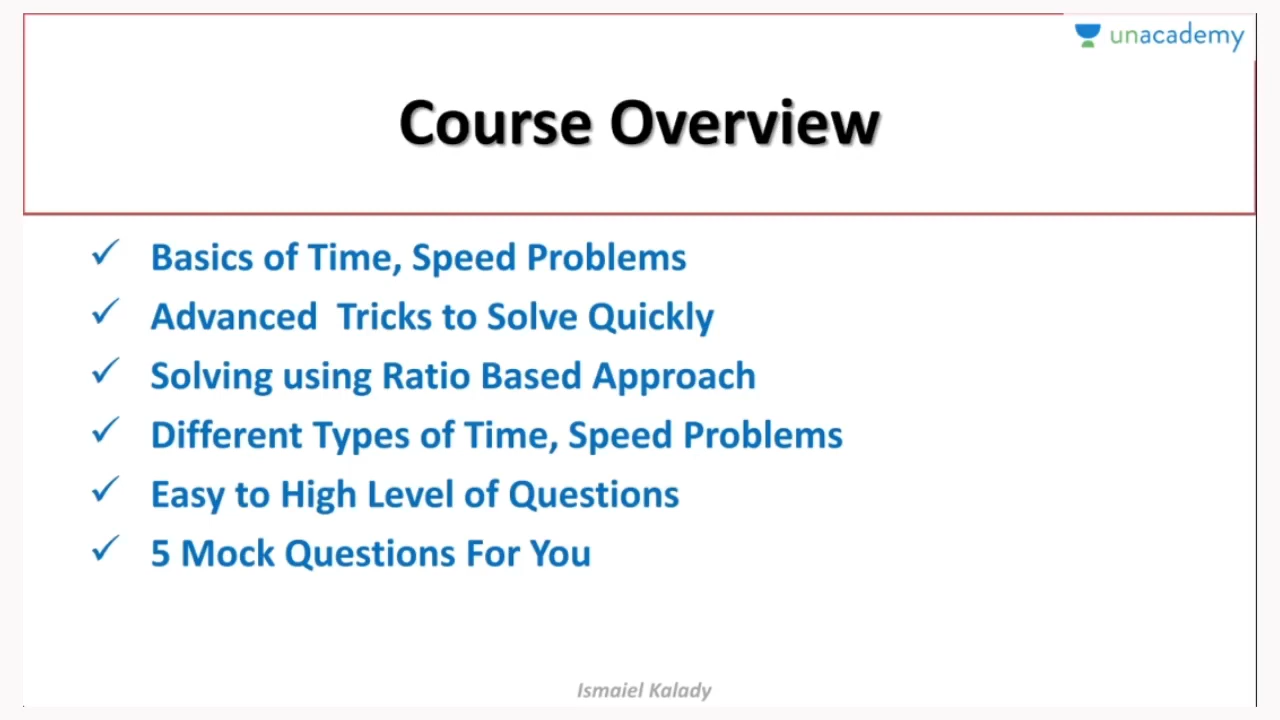 unacademy
Course Overview
✓ Basics of Time, Speed Problems
✓ Advanced Tricks to Solve Quickly
✓ Solving using Ratio Based Approach
✓ Different Types of Time, Speed Problems
✓ Easy to High Level of Questions
✓ 5 Mock Questions For You
Ismaiel Kalady